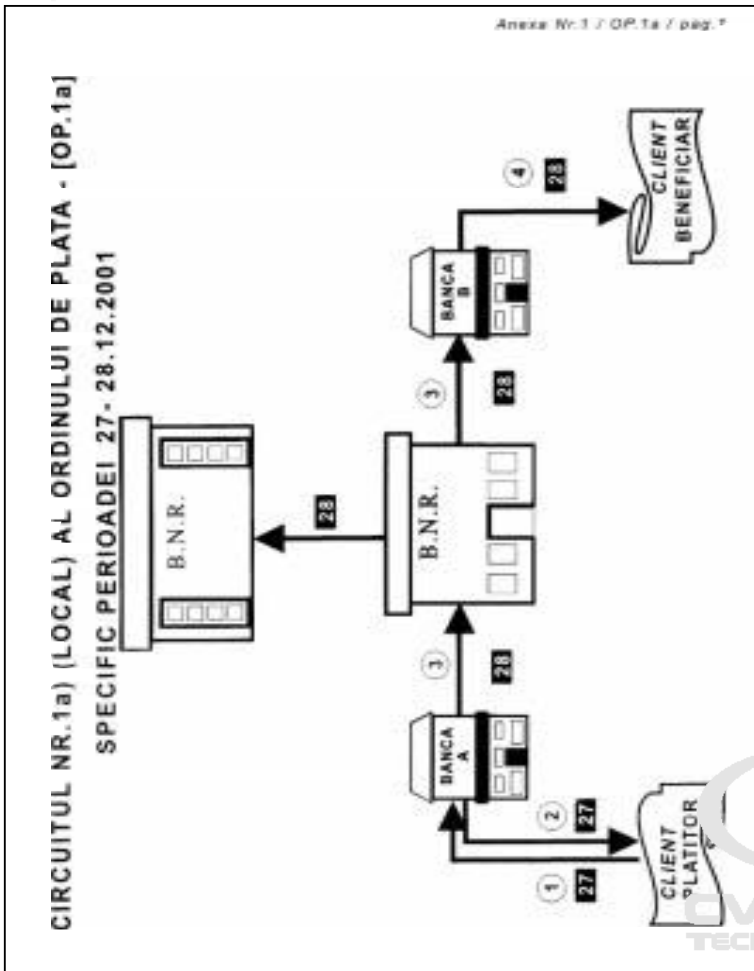 Anexa Nr.1 / OP.1a / pag.
CIRCUITUL NR.1a) (LOCAL) AL ORDINULUI DE PLATA - [OP.1a]
SPECIFIC PERIOADEI 27- 28.12.2001
B.N.R.
28
BANCA
A
3
28
B.N.R.
3
28
BANCA
B
4
28
1
27
2
27
CLIENT
PLATITOR
CLIENT
BENEFICIAR
TECH